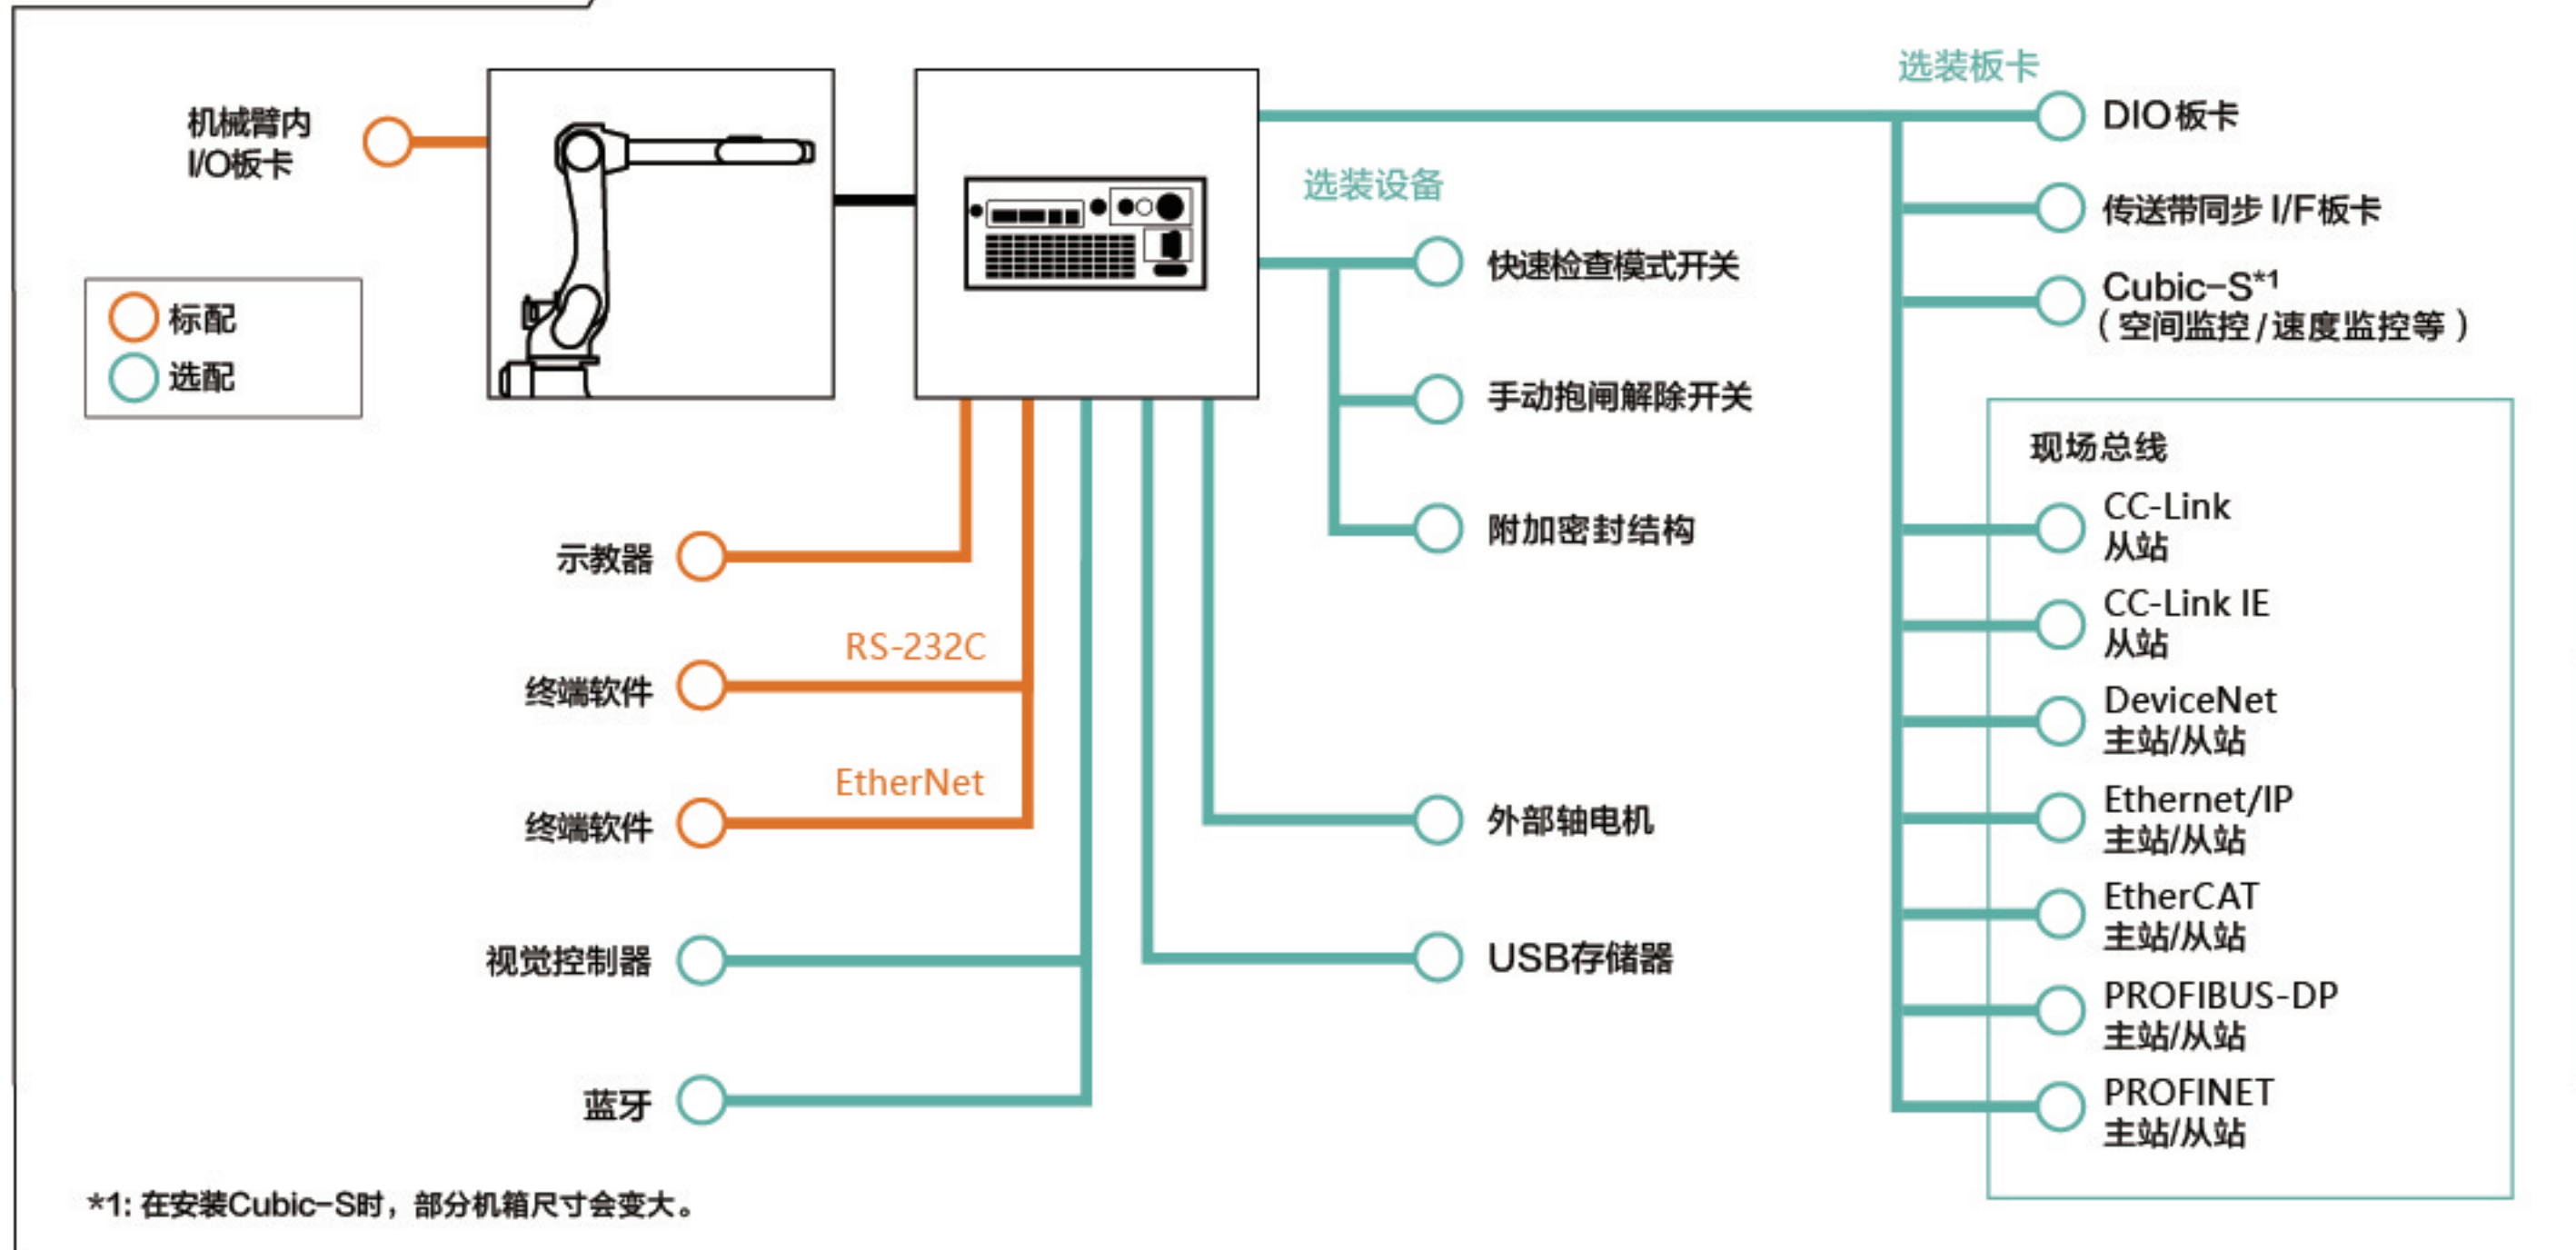 机械臂内
I/O板卡
标配
选配
选装板卡
DIO板卡
传送带同步 I/F板卡
Cubic-S*1
（空间监控/速度监控等）
选装设备
快速检查模式开关
手动抱闸解除开关
附加密封结构
示教器
RS-232C
终端软件
EtherNet
终端软件
视觉控制器
蓝牙
外部轴电机
USB存储器
现场总线
CC-Link
从站
CC-Link IE
从站
DeviceNet
主站/从站
Ethernet/IP
主站/从站
EtherCAT
主站/从站
PROFIBUS-DP
主站/从站
PROFINET
主站/从站
*1: 在安装Cubic-S时，部分机箱尺寸会变大。